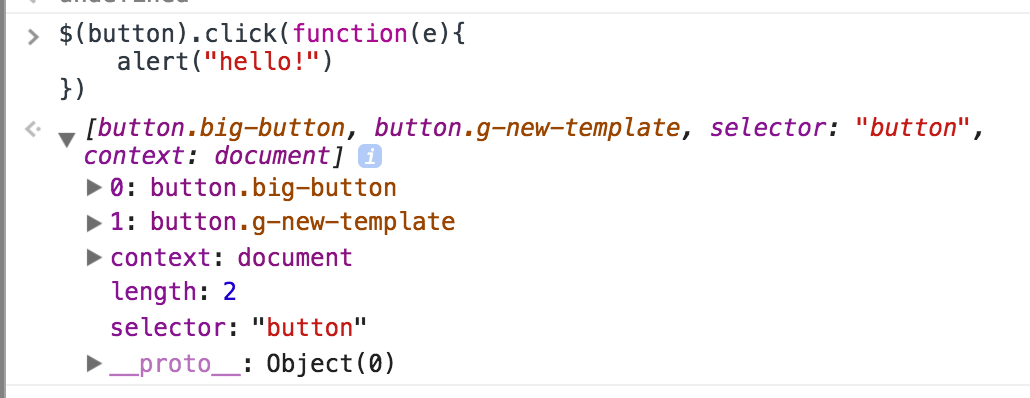 undefined
$(button).click(function(e){
    alert("hello!")
})
[button.big-button, button.g-new-template, selector: "button",
context: document] i
0: button.big-button
1: button.g-new-template
context: document
length: 2
selector: "button"
__proto__: Object(0)